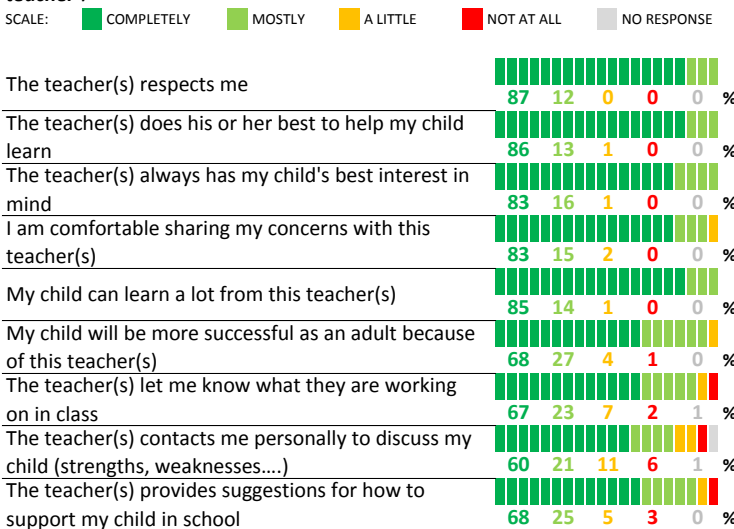 teacher?
SCALE: COMPLETELY MOSTLY A LITTLE NOT AT ALL NO RESPONSE
The teacher(s) respects me
87 12 0 0 0 %
The teacher(s) does his or her best to help my child
learn
86 13 1 0 0 %
The teacher(s) always has my child's best interest in
mind
83 16 1 0 0 %
I am comfortable sharing my concerns with this
teacher(s)
83 15 2 0 0 %
My child can learn a lot from this teacher(s)
85 14 1 0 0 %
My child will be more successful as an adult because
of this teacher(s)
68 27 4 1 0 %
The teacher(s) let me know what they are working
on in class
67 23 7 2 1 %
The teacher(s) contacts me personally to discuss my
child (strengths, weaknesses....)
60 21 11 6 1 %
The teacher(s) provides suggestions for how to
support my child in school
68 25 5 3 0 %